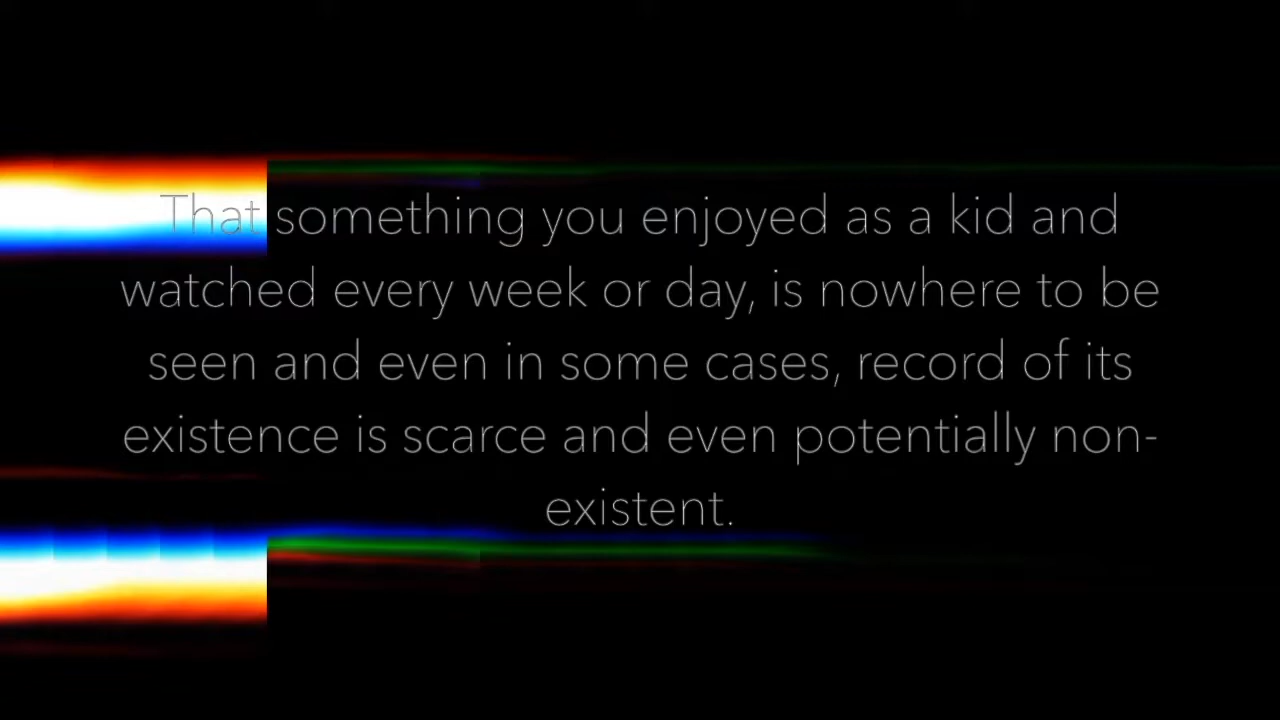 That something you enjoyed as a kid and
watched every week or day, is nowhere to be
seen and even in some cases, record of its
existence is scarce and even potentially non-
existent.